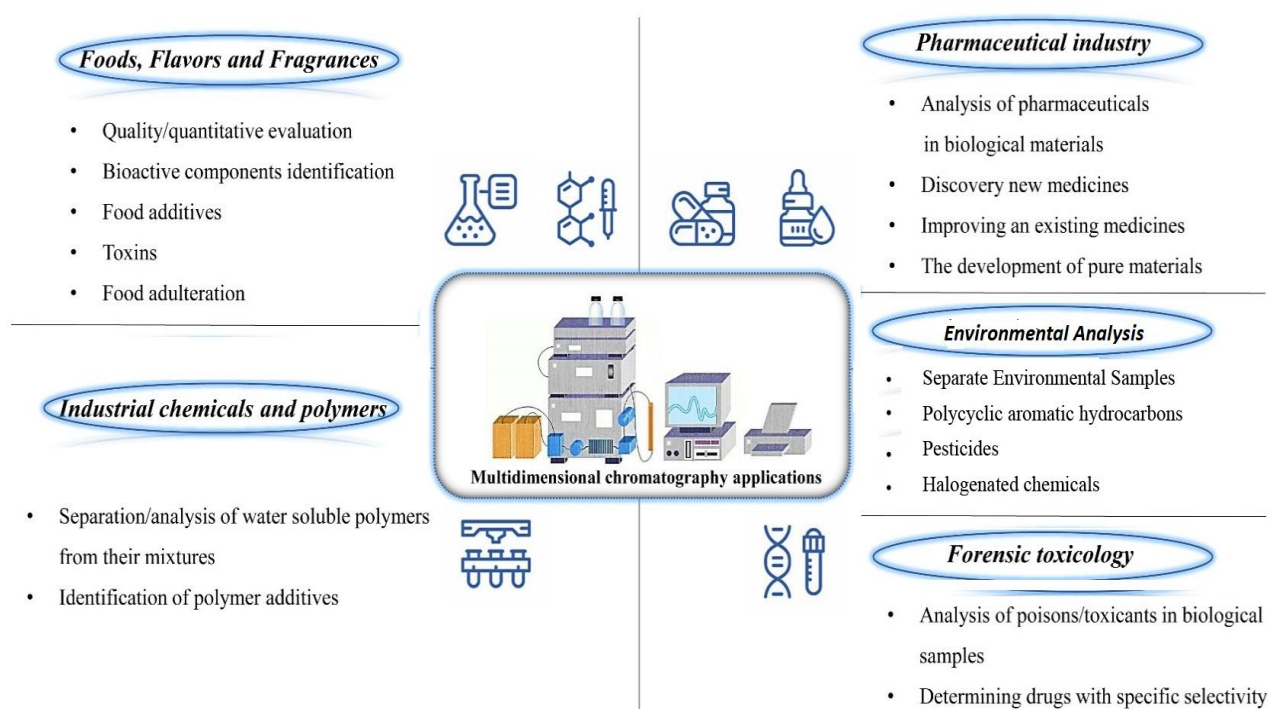 Foods, Flavors and Fragrances
• Quality/quantitative evaluation
• Bioactive components identification
• Food additives
• Toxins
• Food adulteration
Industrial chemicals and polymers
• Separation/analysis of water soluble polymers
from their mixtures
• Identification of polymer additives
Multidimensional chromatography applications
Pharmaceutical industry
• Analysis of pharmaceuticals
in biological materials
• Discovery new medicines
• Improving an existing medicines
• The development of pure materials
Environmental Analysis
• Separate Environmental Samples
• Polycyclic aromatic hydrocarbons
• Pesticides
• Halogenated chemicals
Forensic toxicology
• Analysis of poisons/toxicants in biological
samples
• Determining drugs with specific selectivity